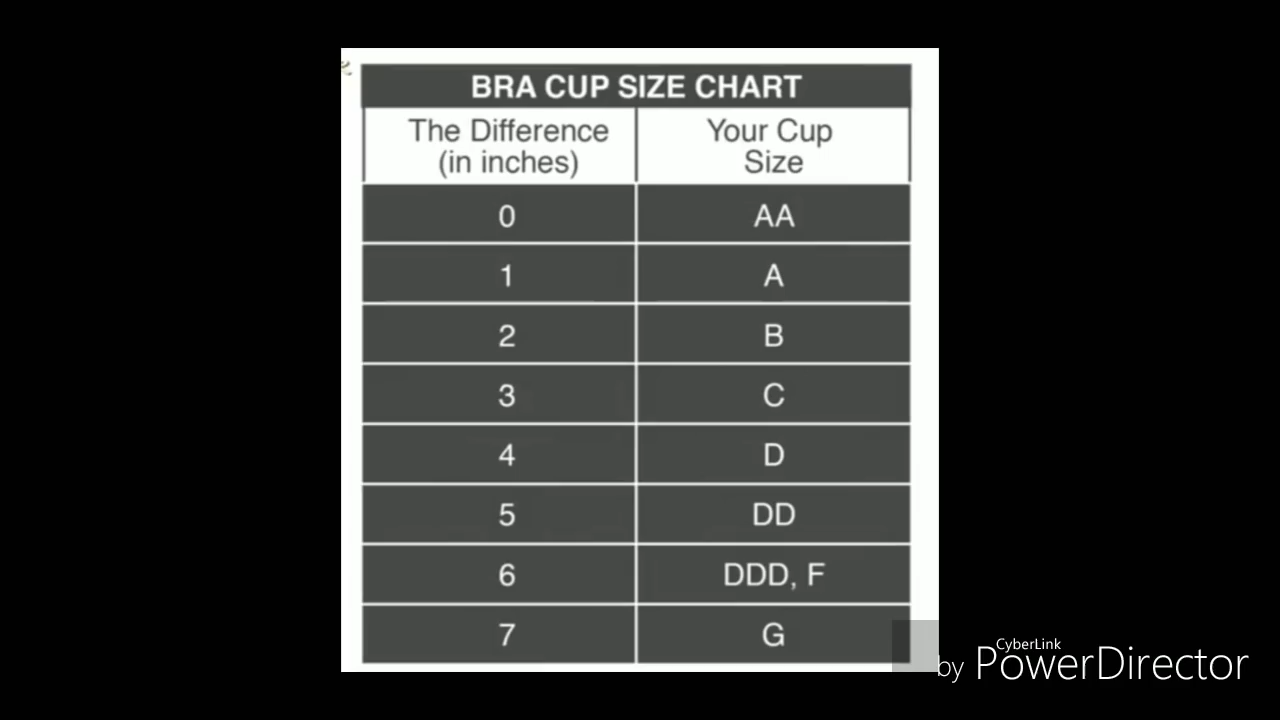 BRA CUP SIZE CHART
The Difference
(in inches)
Your Cup
Size
0 AA
1 A
2 B
3 C
4 D
5 DD
6 DDD, F
7 G
CyberLink
by PowerDirector